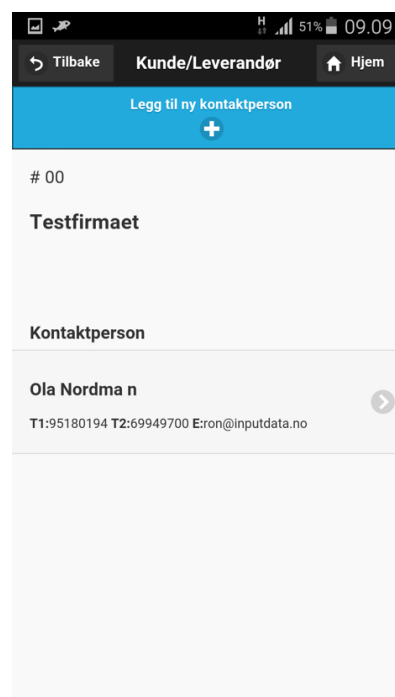 H 51% 09.09
Tilbake Kunde/Leverandør Hjem
Legg til ny kontaktperson
# 00
Testfirmaet
Kontaktperson
Ola Nordma n
T1:95180194 T2:69949700 E:ron@inputdata.no